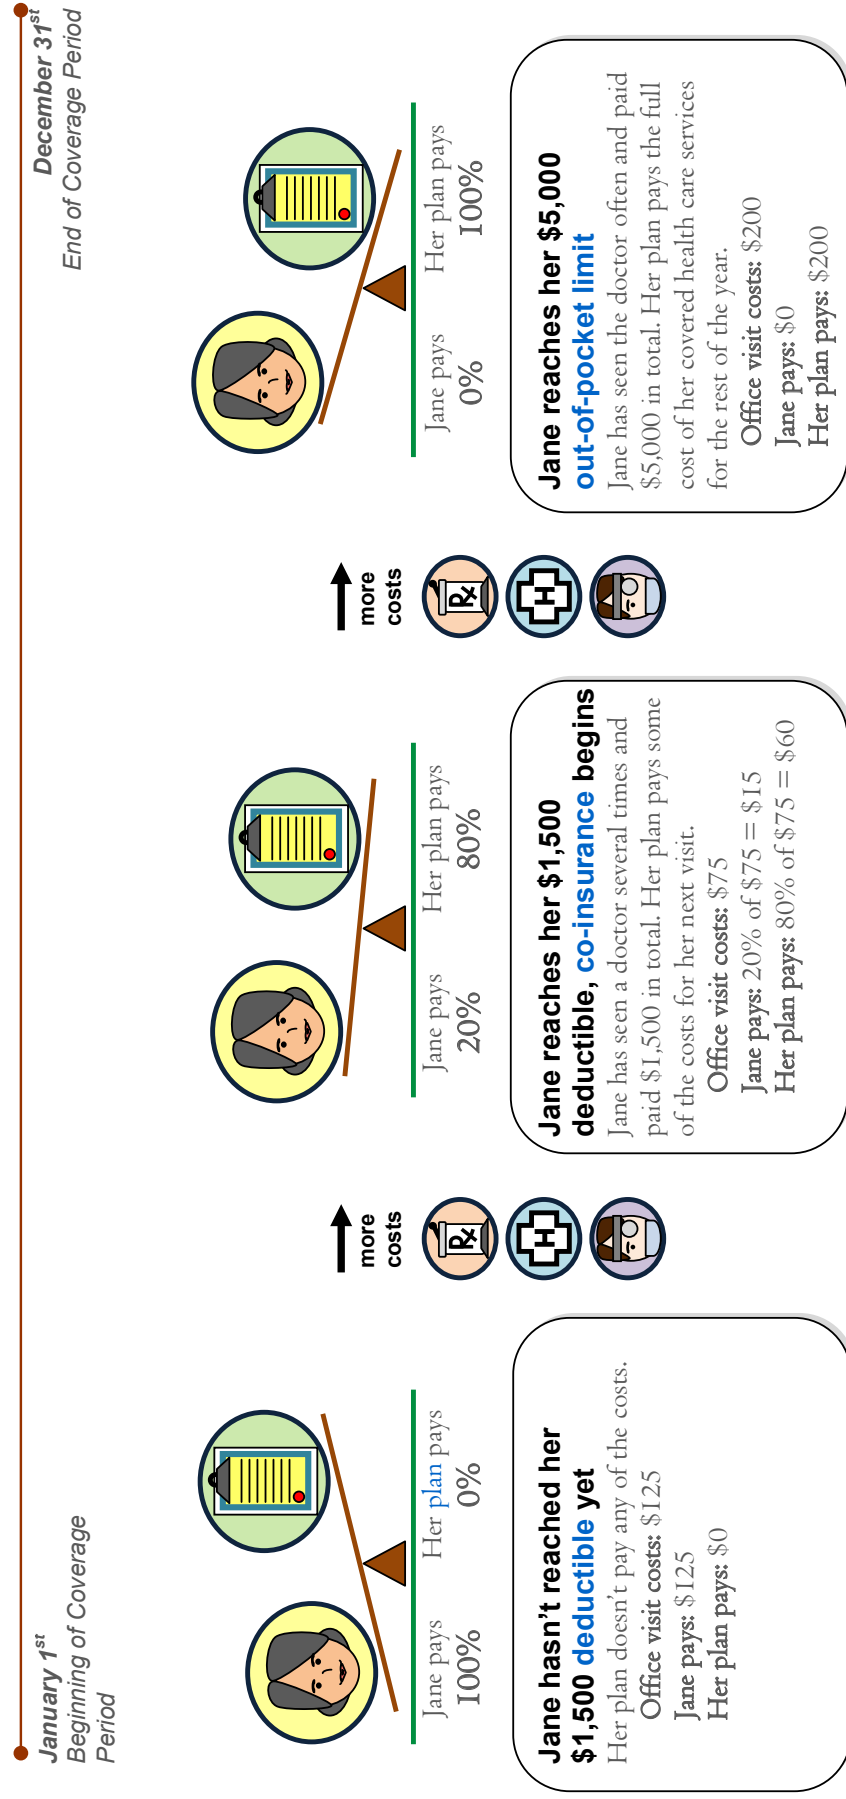 January 1st
Beginning of Coverage
Period
December 31st
End of Coverage Period
Jane pays
100%
Her plan pays
0%
more
costs
Rx
H
Jane pays
20%
Her plan pays
80%
more
costs
Rx
H
Jane pays
0%
Her plan pays
100%
Jane hasn’t reached her
$1,500 deductible yet
Her plan doesn’t pay any of the costs.
Office visit costs: $125
Jane pays: $125
Her plan pays: $0
Jane reaches her $1,500
deductible, co-insurance begins
Jane has seen a doctor several times and
paid $1,500 in total. Her plan pays some
of the costs for her next visit.
Office visit costs: $75
Jane pays: 20% of $75 = $15
Her plan pays: 80% of $75 = $60
Jane reaches her $5,000
out-of-pocket limit
Jane has seen the doctor often and paid
$5,000 in total. Her plan pays the full
cost of her covered health care services
for the rest of the year.
Office visit costs: $200
Jane pays: $0
Her plan pays: $200